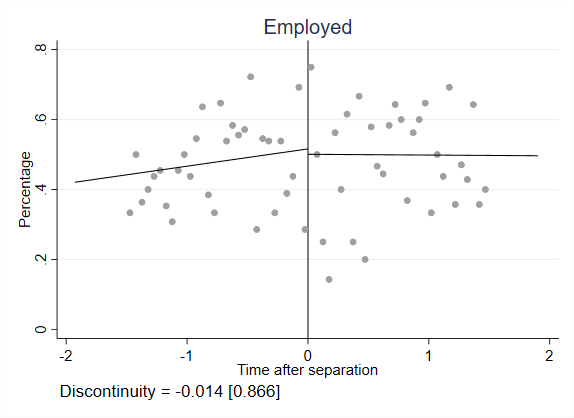 Employed
Percentage
.8
.6
.4
.2
0
-2 -1 0 1 2
Time after separation
Discontinuity = -0.014 [0.866]